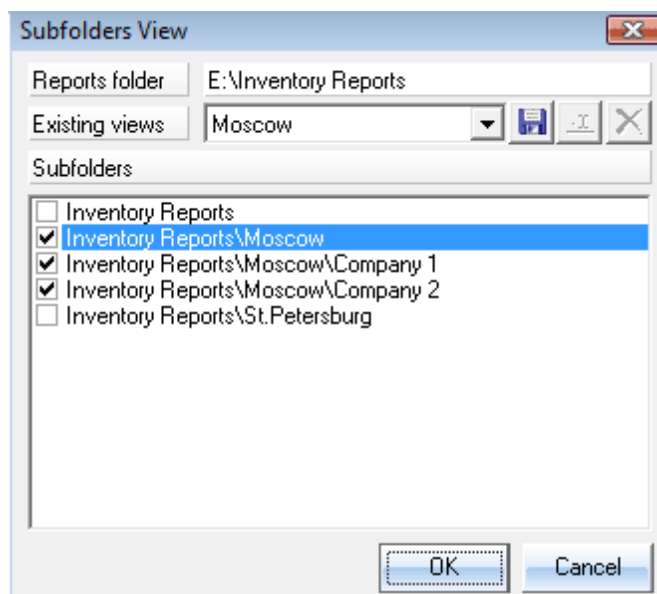 Subfolders View
Reports folder E:\Inventory Reports
Existing views Moscow
Subfolders
Inventory Reports
Inventory Reports\Moscow
Inventory Reports\Moscow\Company 1
Inventory Reports\Moscow\Company 2
Inventory Reports\St.Petersburg
OK Cancel